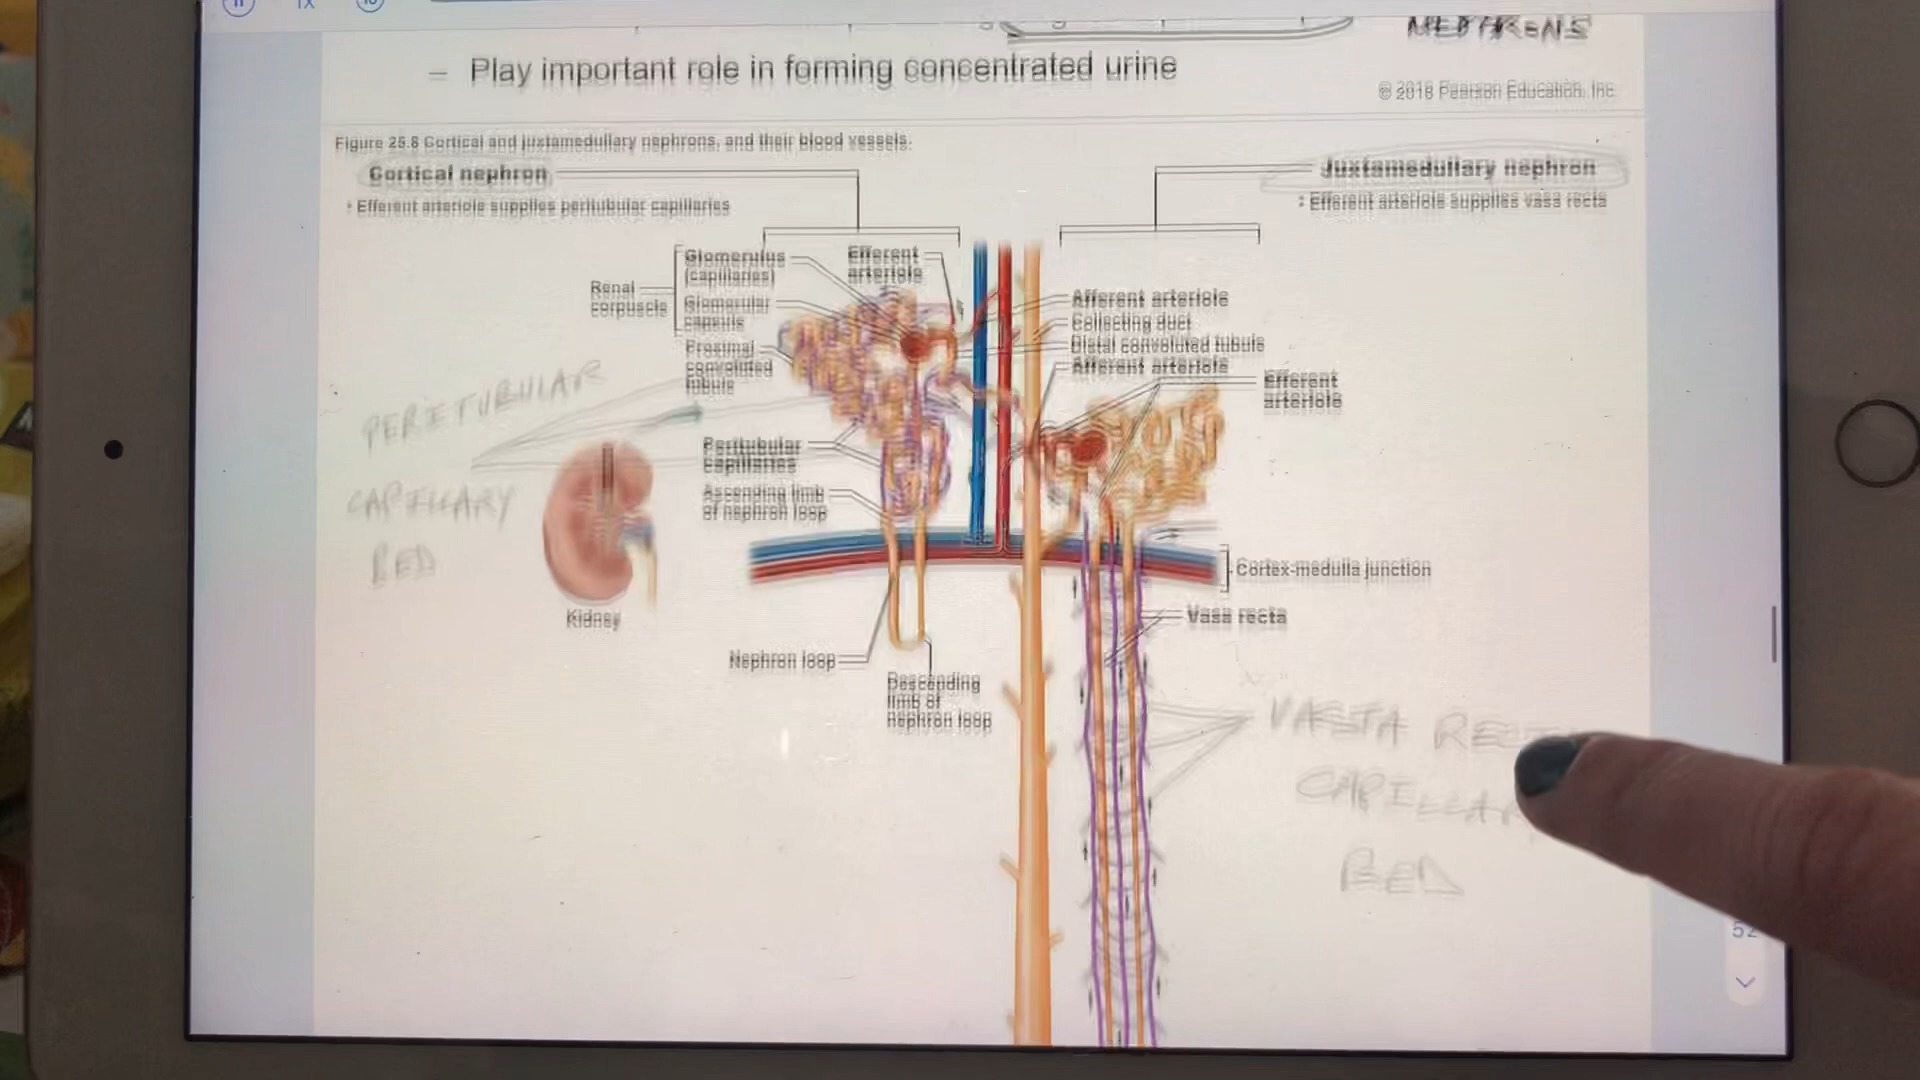 1x
10
– Play important role in forming concentrated urine
© 2016 Pearson Education, Inc.
Figure 25.8 Cortical and juxtamedullary nephrons, and their blood vessels.
Cortical nephron
• Efferent arteriole supplies peritubular capillaries
Juxtamedullary nephron
• Efferent arteriole supplies vasa recta
Renal
corpuscle
Glomerulus
(capillaries)
Glomerular
capsule
Proximal
convoluted
tubule
Efferent
arteriole
Afferent arteriole
Collecting duct
Distal convoluted tubule
Afferent arteriole
Efferent
arteriole
PERITUBULAR
CAPILLARY
BED
Peritubular
capillaries
Ascending limb
of nephron loop
Kidney
Cortex-medulla junction
Vasa recta
Nephron loop
Descending
limb of
nephron loop
VASTA
BED
52